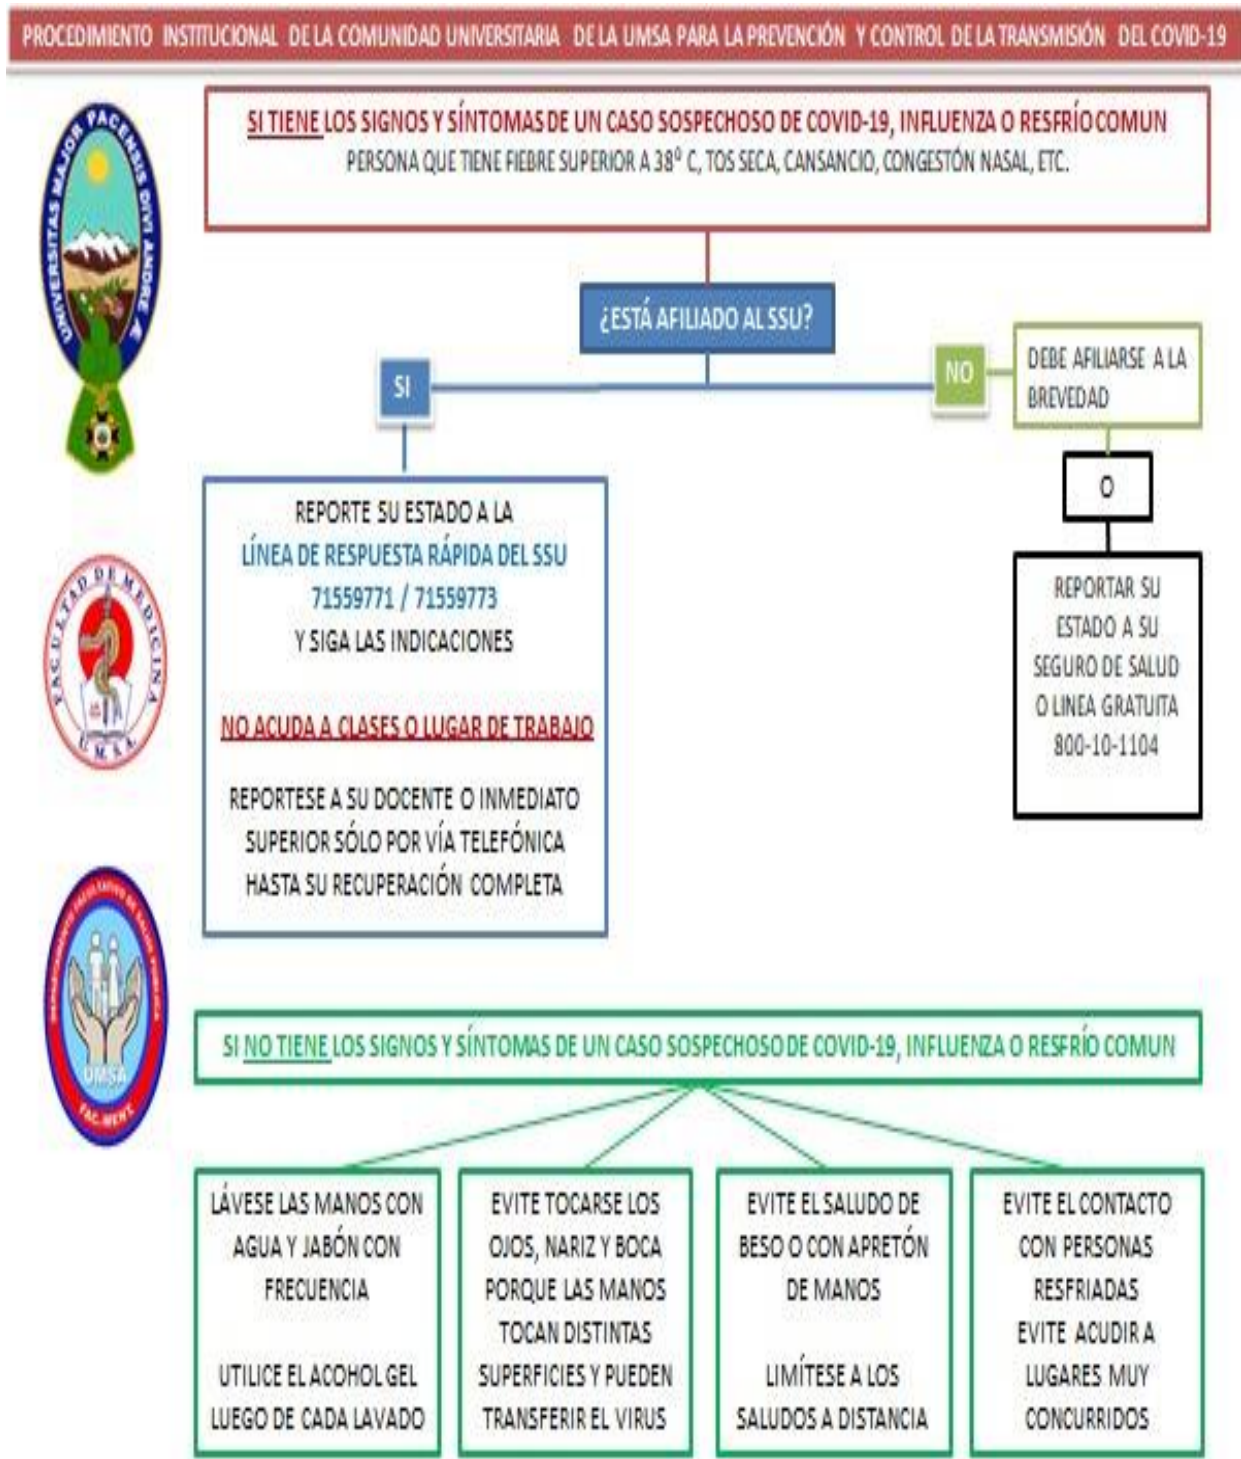 PROCEDIMIENTO INSTITUCIONAL DE LA COMUNIDAD UNIVERSITARIA DE LA UMSA PARA LA PREVENCIÓN Y CONTROL DE LA TRANSMISIÓN DEL COVID-19
UNIVERSITAS MAJOR PACENSIS DIVI ANDRE Æ
SI TIENE LOS SIGNOS Y SÍNTOMAS DE UN CASO SOSPECHOSO DE COVID-19, INFLUENZA O RESFRÍO COMUN
PERSONA QUE TIENE FIEBRE SUPERIOR A 38⁰ C, TOS SECA, CANSANCIO, CONGESTÓN NASAL, ETC.
¿ESTÁ AFILIADO AL SSU?
SI
NO
DEBE AFILIARSE A LA
BREVEDAD
O
REPORTAR SU
ESTADO A SU
SEGURO DE SALUD
O LINEA GRATUITA
800-10-1104
REPORTE SU ESTADO A LA
LÍNEA DE RESPUESTA RÁPIDA DEL SSU
71559771 / 71559773
Y SIGA LAS INDICACIONES
NO ACUDA A CLASES O LUGAR DE TRABAJO
REPORTESE A SU DOCENTE O INMEDIATO
SUPERIOR SÓLO POR VÍA TELEFÓNICA
HASTA SU RECUPERACIÓN COMPLETA
FACULTAD DE MEDICINA
U.M.S.A.
DEPARTAMENTO FACULTATIVO DE SALUD PÚBLICA
UMSA
SI NO TIENE LOS SIGNOS Y SÍNTOMAS DE UN CASO SOSPECHOSO DE COVID-19, INFLUENZA O RESFRÍO COMUN
LÁVESE LAS MANOS CON
AGUA Y JABÓN CON
FRECUENCIA
UTILICE EL ACOHOL GEL
LUEGO DE CADA LAVADO
EVITE TOCARSE LOS
OJOS, NARIZ Y BOCA
PORQUE LAS MANOS
TOCAN DISTINTAS
SUPERFICIES Y PUEDEN
TRANSFERIR EL VIRUS
EVITE EL SALUDO DE
BESO O CON APRETÓN
DE MANOS
LIMÍTESE A LOS
SALUDOS A DISTANCIA
EVITE EL CONTACTO
CON PERSONAS
RESFRIADAS
EVITE ACUDIR A
LUGARES MUY
CONCURRIDOS